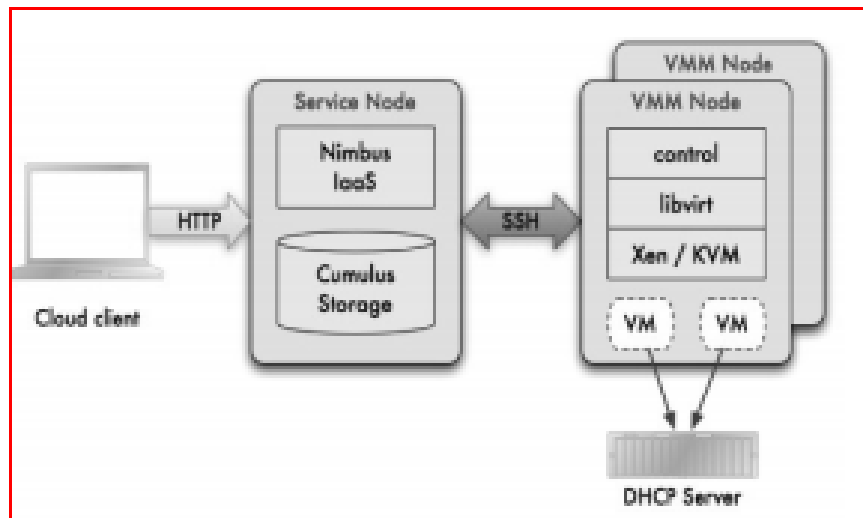 VMM Node
Service Node
VMM Node
Nimbus
IaaS
control
libvirt
HTTP
SSH
Xen / KVM
Cumulus
Storage
Cloud client
VM
VM
DHCP Server